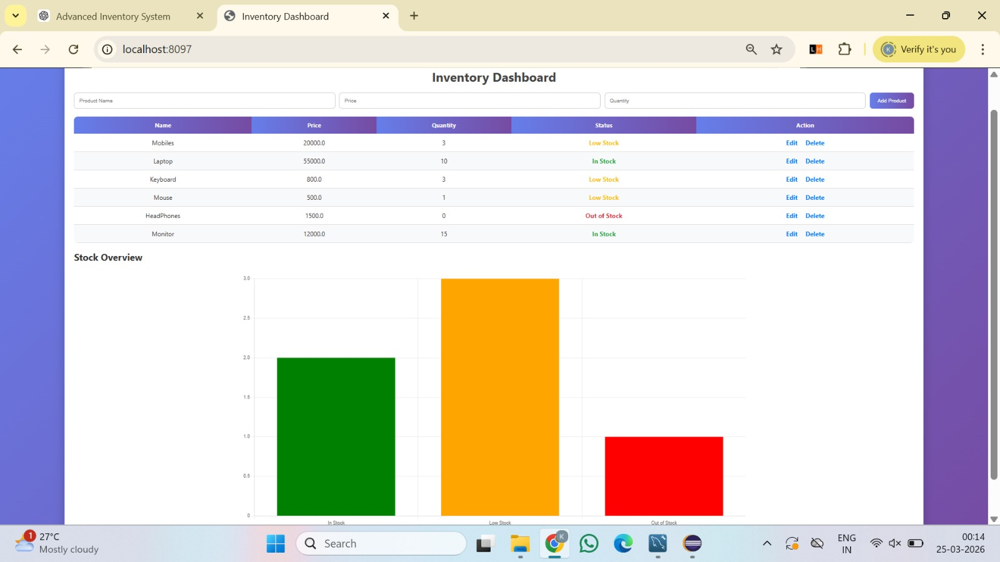 Advanced Inventory System
Inventory Dashboard
localhost:8097
LH
K
Verify it's you
Inventory Dashboard
Product Name Price Quantity Add Product
Name Price Quantity Status Action
Mobiles 20000.0 3 Low Stock Edit Delete
Laptop 55000.0 10 In Stock Edit Delete
Keyboard 800.0 3 Low Stock Edit Delete
Mouse 500.0 1 Low Stock Edit Delete
HeadPhones 1500.0 0 Out of Stock Edit Delete
Monitor 12000.0 15 In Stock Edit Delete
Stock Overview
3.0
2.5
2.0
1.5
1.0
0.5
0
In Stock Low Stock Out of Stock
1
27°C
Mostly cloudy
Search
K
ENG
IN
00:14
25-03-2026